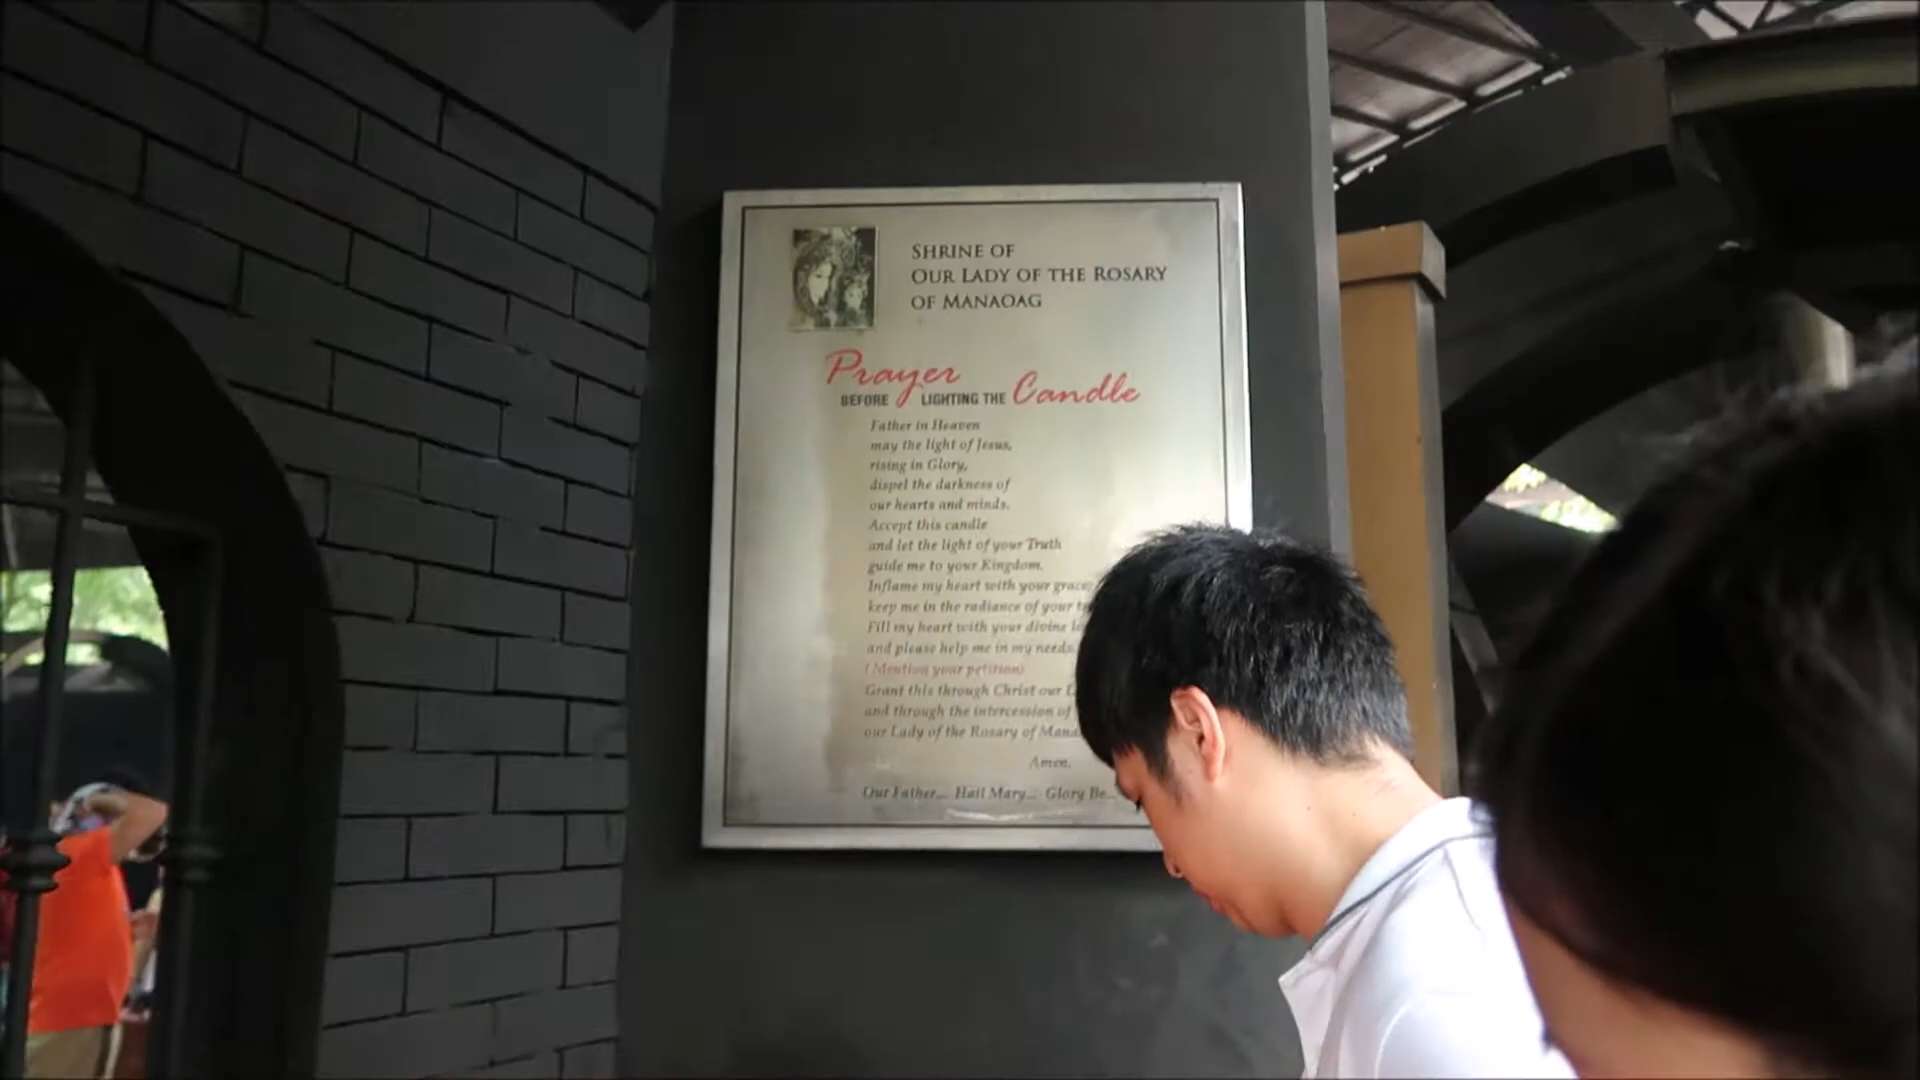 SHRINE OF
OUR LADY OF THE ROSARY
OF MANAOAG
Prayer
BEFORE LIGHTING THE Candle
Father in Heaven
may the light of Jesus,
rising in Glory,
dispel the darkness of
our hearts and minds.
Accept this candle
and let the light of your Truth
guide me to your Kingdom.
Inflame my heart with your grace;
keep me in the radiance of your
Fill my heart with your divine
and please help me in my needs.
(Mention your petition)
Grant this through Christ our
and through the intercession of
our Lady of the Rosary of
Amen.
Our Father... Hail Mary... Glory Be...